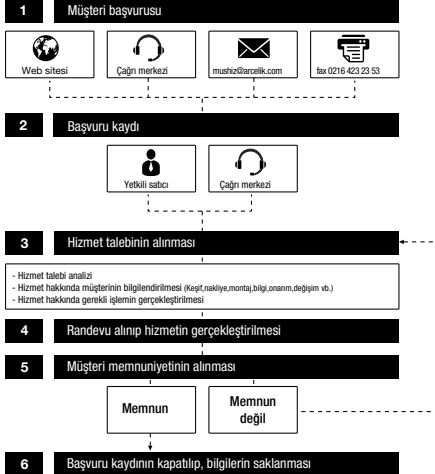 1 Müşteri başvurusu
Web sitesi
Çağrı merkezi
mushiz@arcelik.com
fax 0216 423 23 53
2 Başvuru kaydı
Yetkili satıcı
Çağrı merkezi
3 Hizmet talebinin alınması
- Hizmet talebi analizi
- Hizmet hakkında müşterinin bilgilendirilmesi (Keşif,nakliye,montaj,bilgi,onarım,değişim vb.)
- Hizmet hakkında gerekli işlemin gerçekleştirilmesi
4 Randevu alınıp hizmetin gerçekleştirilmesi
5 Müşteri memnuniyetinin alınması
Memnun
Memnun
değil
6 Başvuru kaydının kapatılıp, bilgilerin saklanması